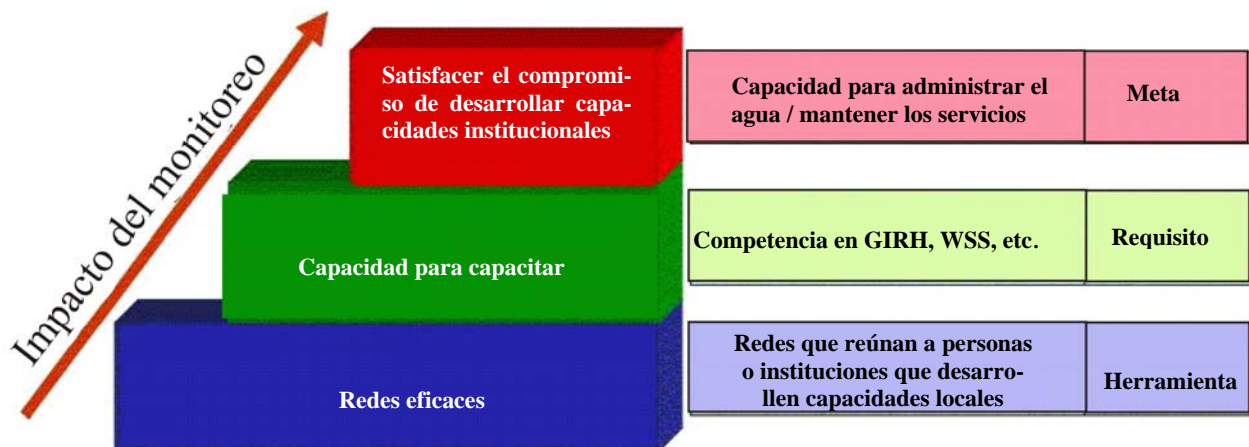 Impacto del monitoreo
Satisfacer el compromi-
so de desarrollar capa-
cidades institucionales
Capacidad para administrar el
agua / mantener los servicios
Meta
Capacidad para capacitar
Competencia en GIRH, WSS, etc.
Requisito
Redes eficaces
Redes que reúnan a personas
o instituciones que desarro-
llen capacidades locales
Herramienta